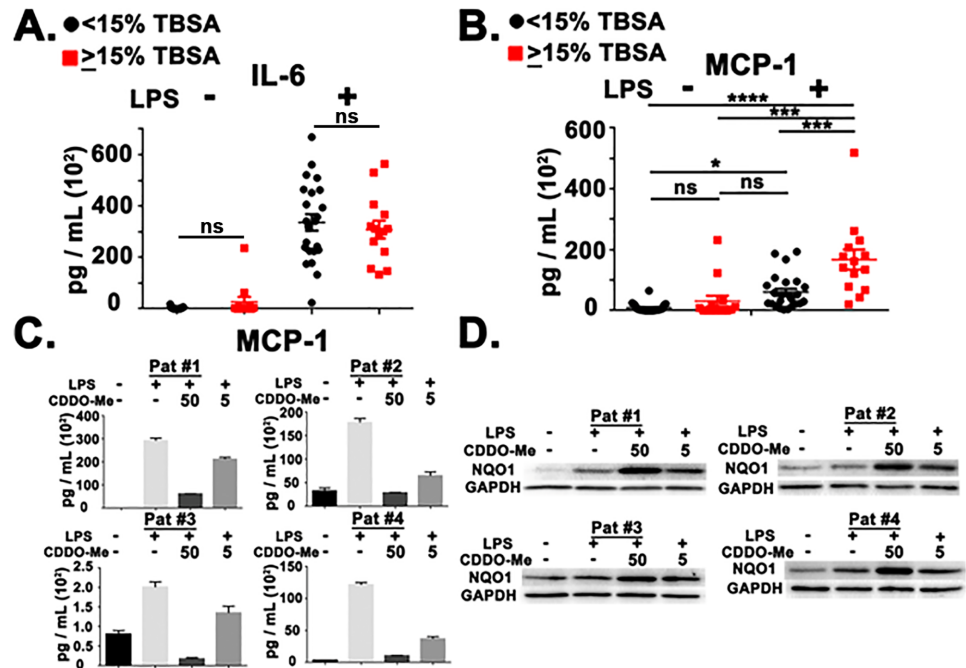 A.
● <15% TBSA
■ ≥15% TBSA
IL-6
LPS - +
ns
ns
pg / mL (10²)
600
400
200
0
B.
● <15% TBSA
■ ≥15% TBSA
MCP-1
LPS - +
****
***
***
*
ns ns
pg / mL (10²)
600
400
200
0
C.
MCP-1
Pat #1
LPS - + + +
CDDO-Me - - 50 5
pg / mL (10²)
400
300
200
100
0
Pat #2
LPS - + + +
CDDO-Me - - 50 5
pg / mL (10²)
200
150
100
50
0
Pat #3
LPS - + + +
CDDO-Me - - 50 5
pg / mL (10²)
2.5
2.0
1.5
1.0
0.5
0.0
Pat #4
LPS - + + +
CDDO-Me - - 50 5
pg / mL (10²)
150
100
50
0
D.
Pat #1
LPS - + + +
CDDO-Me - - 50 5
NQO1
GAPDH
Pat #2
LPS - + + +
CDDO-Me - - 50 5
NQO1
GAPDH
Pat #3
LPS - + + +
CDDO-Me - - 50 5
NQO1
GAPDH
Pat #4
LPS - + + +
CDDO-Me - - 50 5
NQO1
GAPDH